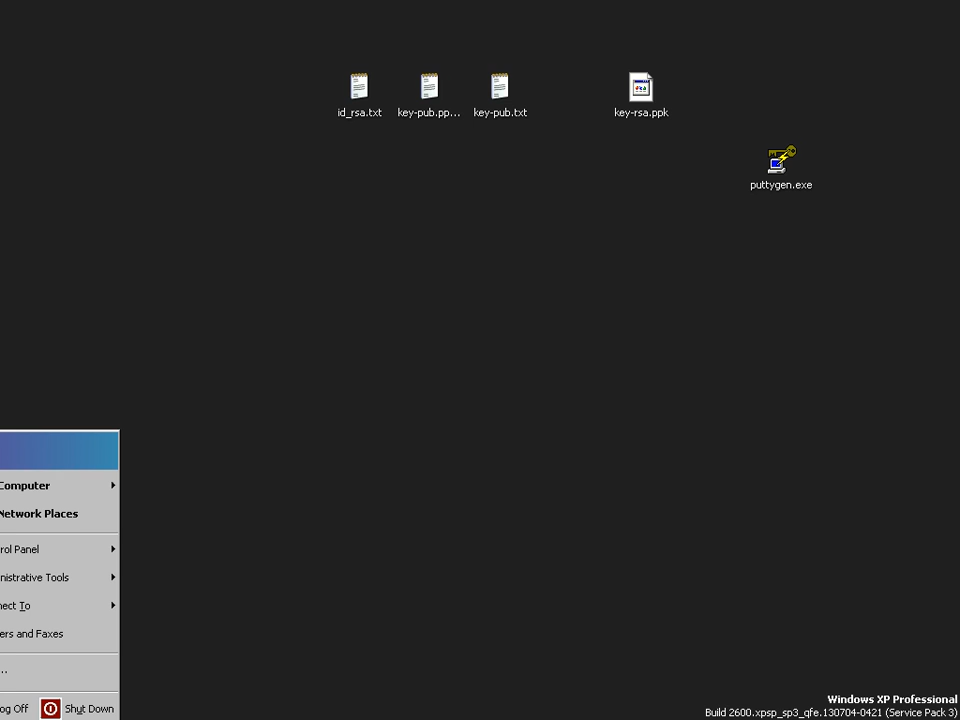 id_rsa.txt
key-pub.pp...
key-pub.txt
key-rsa.ppk
puttygen.exe
Computer
Network Places
rol Panel
nistrative Tools
nect To
ers and Faxes
..
og Off
Shut Down
Windows XP Professional
Build 2600.xpsp_sp3_qfe.130704-0421 (Service Pack 3)